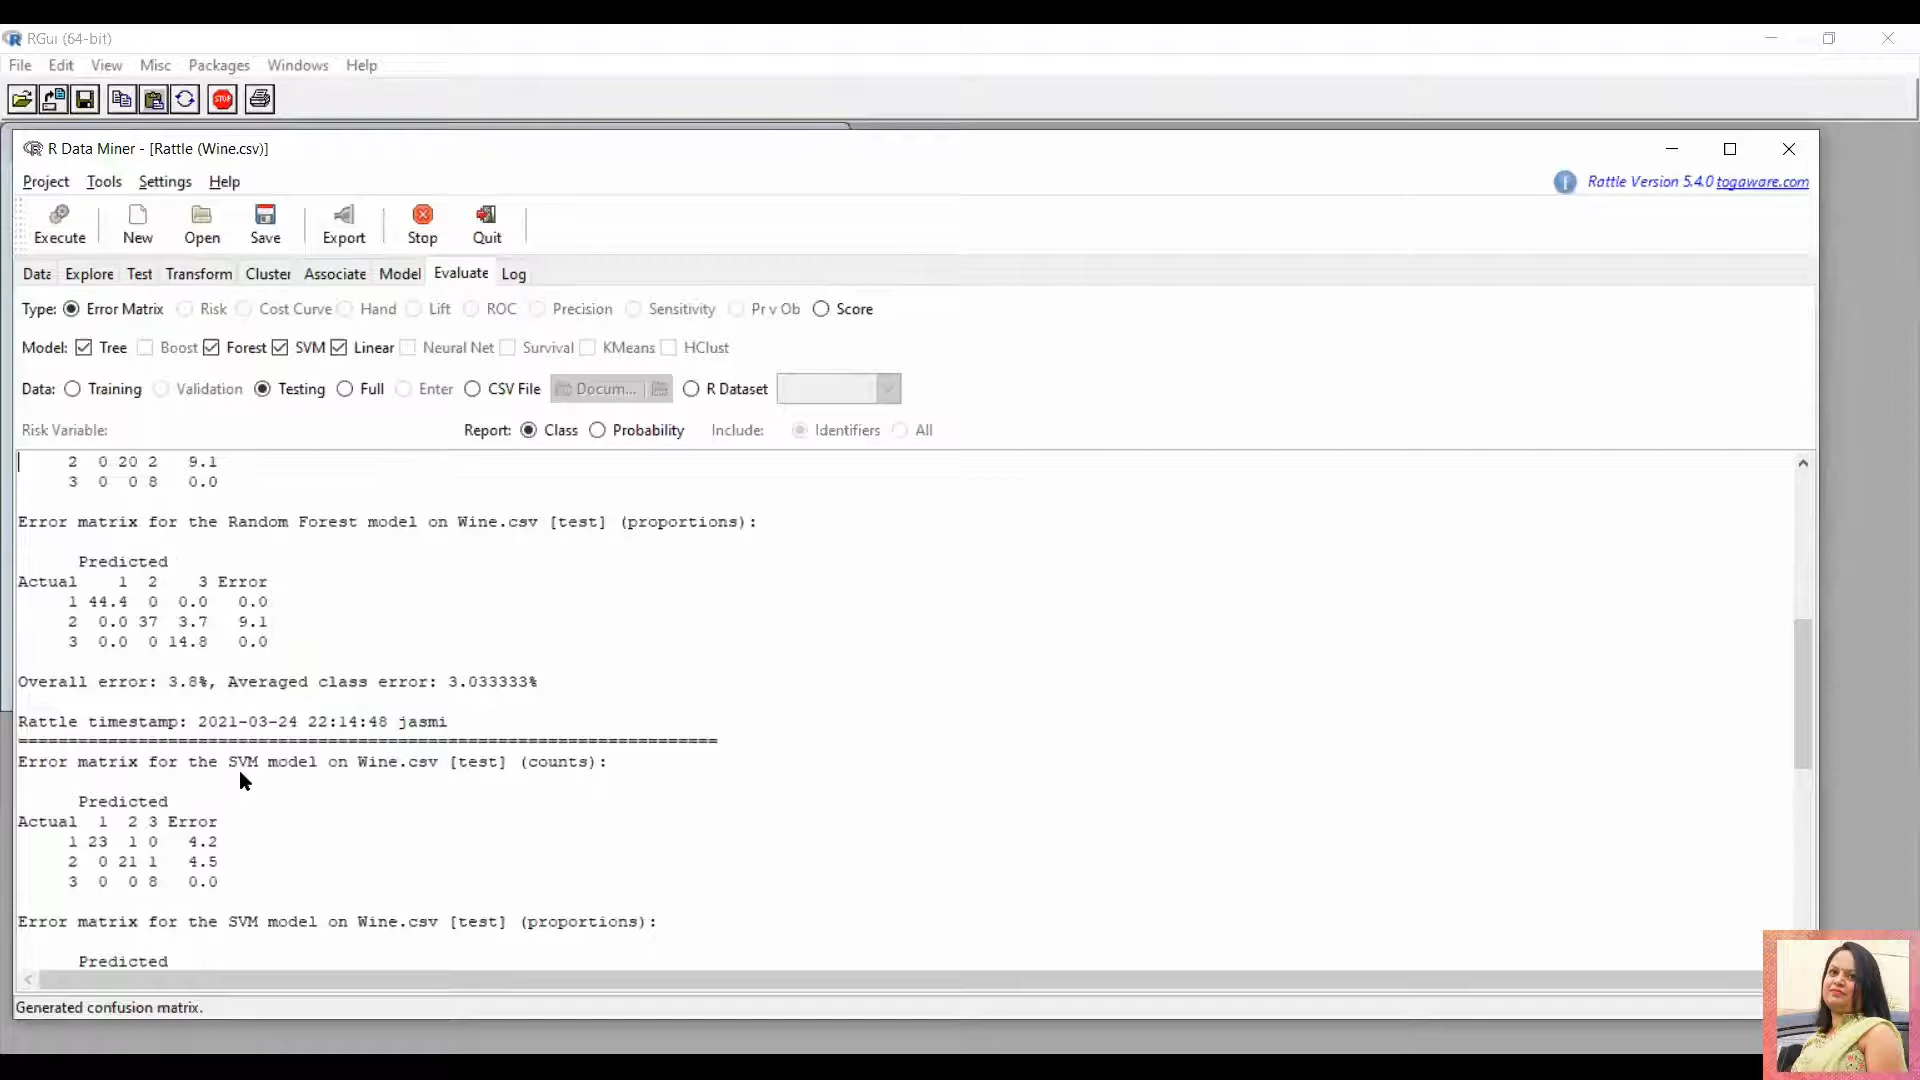 RGui (64-bit)
File Edit View Misc Packages Windows Help
STOP
R Data Miner - [Rattle (Wine.csv)]
Project Tools Settings Help
Rattle Version 5.4.0 togaware.com
Execute New Open Save Export Stop Quit
Data Explore Test Transform Cluster Associate Model Evaluate Log
Type: Error Matrix Risk Cost Curve Hand Lift ROC Precision Sensitivity Pr v Ob Score
Model: Tree Boost Forest SVM Linear Neural Net Survival KMeans HClust
Data: Training Validation Testing Full Enter CSV File Docum... R Dataset
Risk Variable: Report: Class Probability Include: Identifiers All
2 0 20 2 9.1
3 0 0 8 0.0
Error matrix for the Random Forest model on Wine.csv [test] (proportions):
Predicted
Actual 1 2 3 Error
1 44.4 0 0.0 0.0
2 0.0 37 3.7 9.1
3 0.0 0 14.8 0.0
Overall error: 3.8%, Averaged class error: 3.033333%
Rattle timestamp: 2021-03-24 22:14:48 jasmi
======================================================================
Error matrix for the SVM model on Wine.csv [test] (counts):
Predicted
Actual 1 2 3 Error
1 23 1 0 4.2
2 0 21 1 4.5
3 0 0 8 0.0
Error matrix for the SVM model on Wine.csv [test] (proportions):
Predicted
Generated confusion matrix.